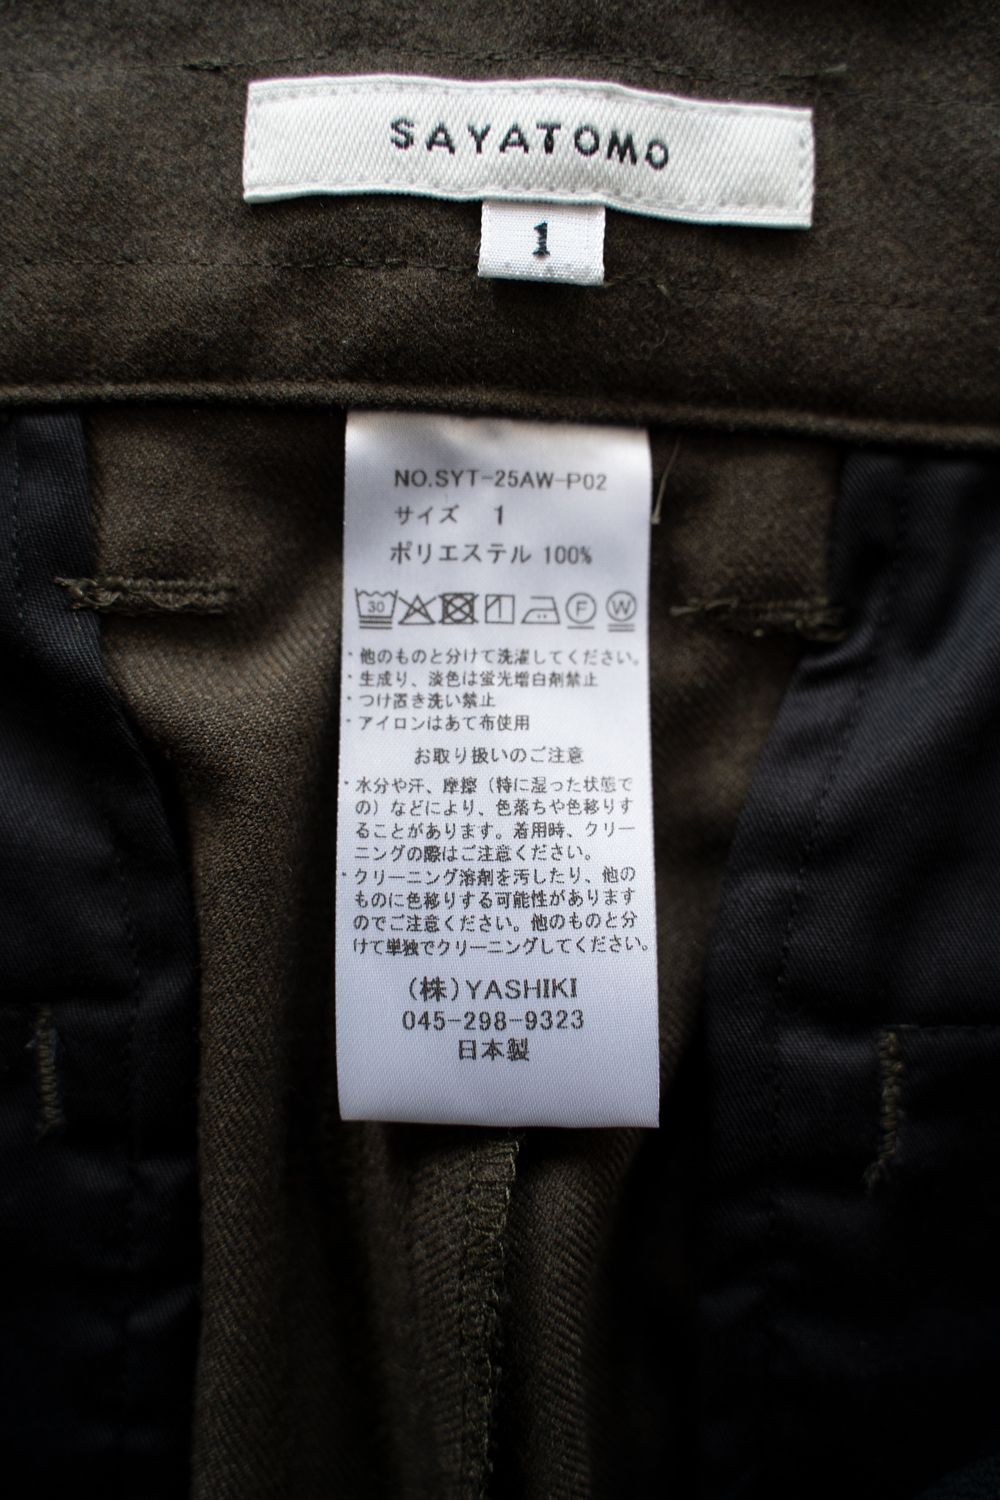 SAYATOMO
1
NO.SYT-25AW-P02
サイズ 1
ポリエステル 100%
30 F W
・他のものと分けて洗濯してください。
・生成り、淡色は蛍光増白剤禁止
・つけ置き洗い禁止
・アイロンはあて布使用
お取り扱いのご注意
・水分や汗、摩擦（特に湿った状態で
の）などにより、色落ちや色移りす
ることがあります。着用時、クリー
ニングの際はご注意ください。
・クリーニング溶剤を汚したり、他の
ものに色移りする可能性があります
のでご注意ください。他のものと分
けて単独でクリーニングしてください。
（株）YASHIKI
045-298-9323
日本製